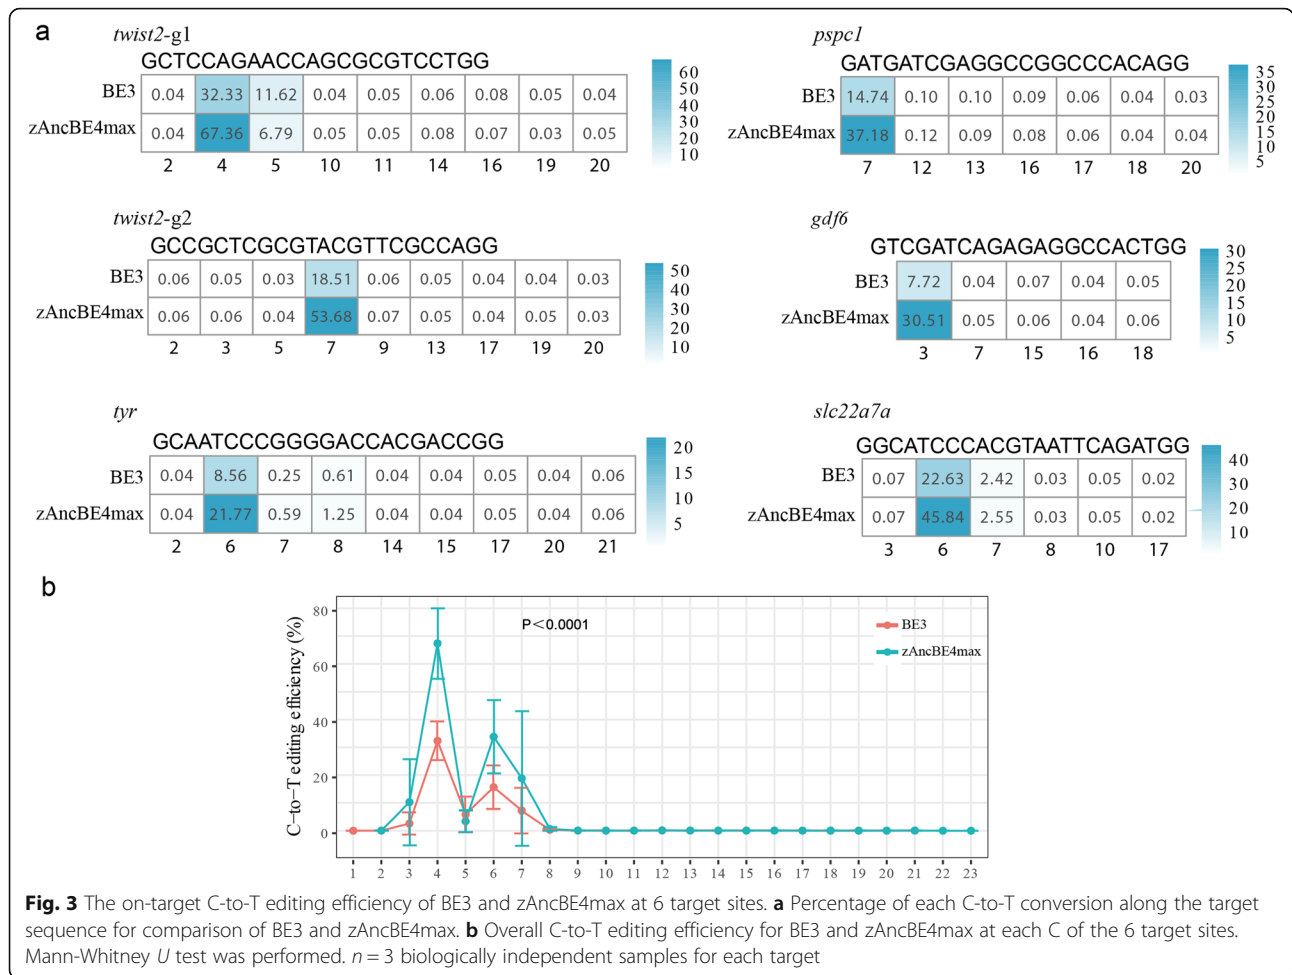 a
twist2-g1
GCTCCAGAACCAGCGCGTCCTGG
BE3 0.04 32.33 11.62 0.04 0.05 0.06 0.08 0.05 0.04
zAncBE4max 0.04 67.36 6.79 0.05 0.05 0.08 0.07 0.03 0.05
2 4 5 10 11 14 16 19 20
60
50
40
30
20
10
pspc1
GATGATCGAGGCCGGCCCACAGG
BE3 14.74 0.10 0.10 0.09 0.06 0.04 0.03
zAncBE4max 37.18 0.12 0.09 0.08 0.06 0.04 0.04
7 12 13 16 17 18 20
35
30
25
20
15
10
5
twist2-g2
GCCGCTCGCGTACGTTCGCCAGG
BE3 0.06 0.05 0.03 18.51 0.06 0.05 0.04 0.04 0.03
zAncBE4max 0.06 0.06 0.04 53.68 0.07 0.05 0.04 0.05 0.03
2 3 5 7 9 13 17 19 20
50
40
30
20
10
gdf6
GTCGATCAGAGAGGCCACTGG
BE3 7.72 0.04 0.07 0.04 0.05
zAncBE4max 30.51 0.05 0.06 0.04 0.06
3 7 15 16 18
30
25
20
15
10
5
tyr
GCAATCCCGGGGACCACGACCGG
BE3 0.04 8.56 0.25 0.61 0.04 0.04 0.05 0.04 0.06
zAncBE4max 0.04 21.77 0.59 1.25 0.04 0.04 0.05 0.04 0.06
2 6 7 8 14 15 17 20 21
20
15
10
5
slc22a7a
GGCATCCCACGTAATTCAGATGG
BE3 0.07 22.63 2.42 0.03 0.05 0.02
zAncBE4max 0.07 45.84 2.55 0.03 0.05 0.02
3 6 7 8 10 17
40
30
20
10
b
C-to-T editing efficiency (%)
80
60
40
20
0
P<0.0001
BE3
zAncBE4max
1 2 3 4 5 6 7 8 9 10 11 12 13 14 15 16 17 18 19 20 21 22 23
Fig. 3 The on-target C-to-T editing efficiency of BE3 and zAncBE4max at 6 target sites. a Percentage of each C-to-T conversion along the target
sequence for comparison of BE3 and zAncBE4max. b Overall C-to-T editing efficiency for BE3 and zAncBE4max at each C of the 6 target sites.
Mann-Whitney U test was performed. n = 3 biologically independent samples for each target